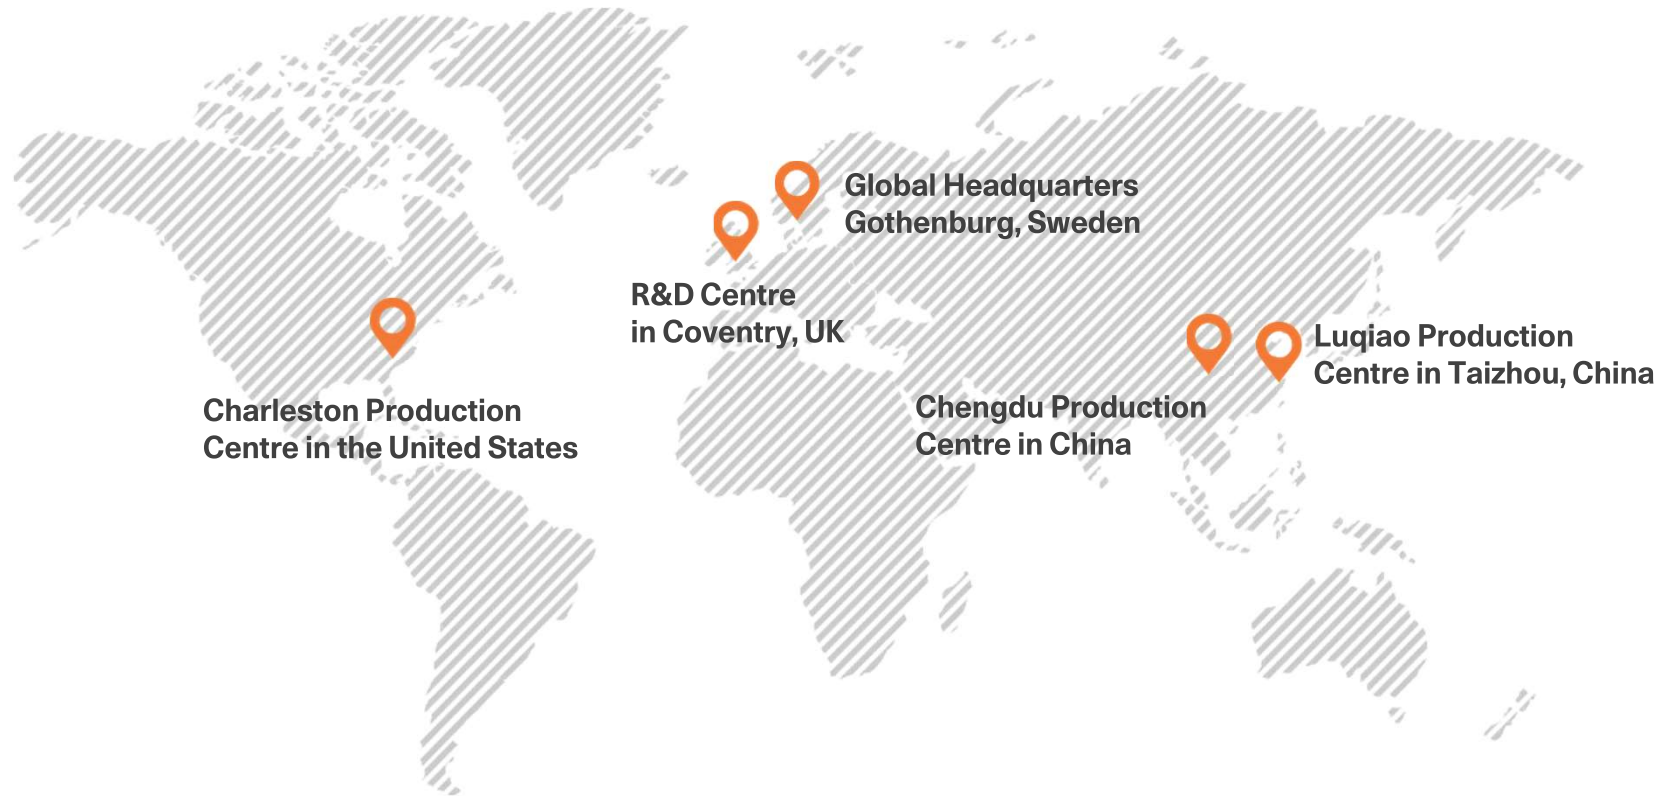 Global Headquarters
Gothenburg, Sweden
R&D Centre
in Coventry, UK
Luqiao Production
Centre in Taizhou, China
Charleston Production
Centre in the United States
Chengdu Production
Centre in China